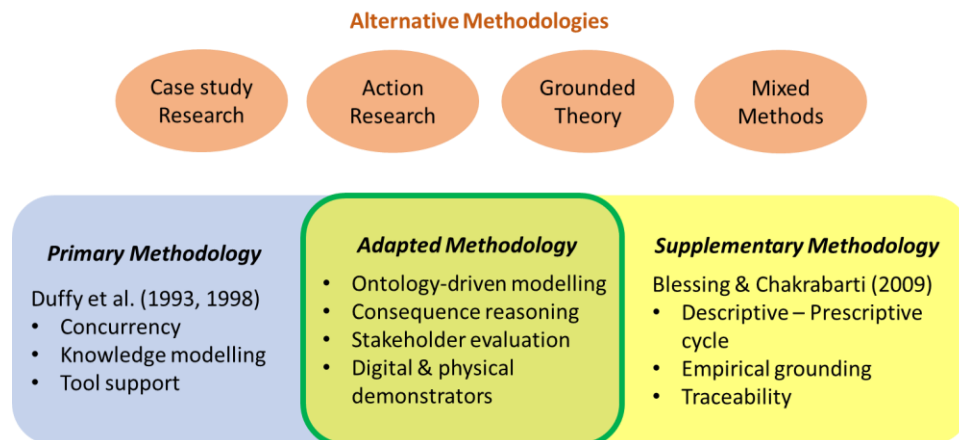 Alternative Methodologies
Case study
Research
Action
Research
Grounded
Theory
Mixed
Methods
Primary Methodology
Duffy et al. (1993, 1998)
• Concurrency
• Knowledge modelling
• Tool support
Adapted Methodology
• Ontology-driven modelling
• Consequence reasoning
• Stakeholder evaluation
• Digital & physical
demonstrators
Supplementary Methodology
Blessing & Chakrabarti (2009)
• Descriptive – Prescriptive
cycle
• Empirical grounding
• Traceability